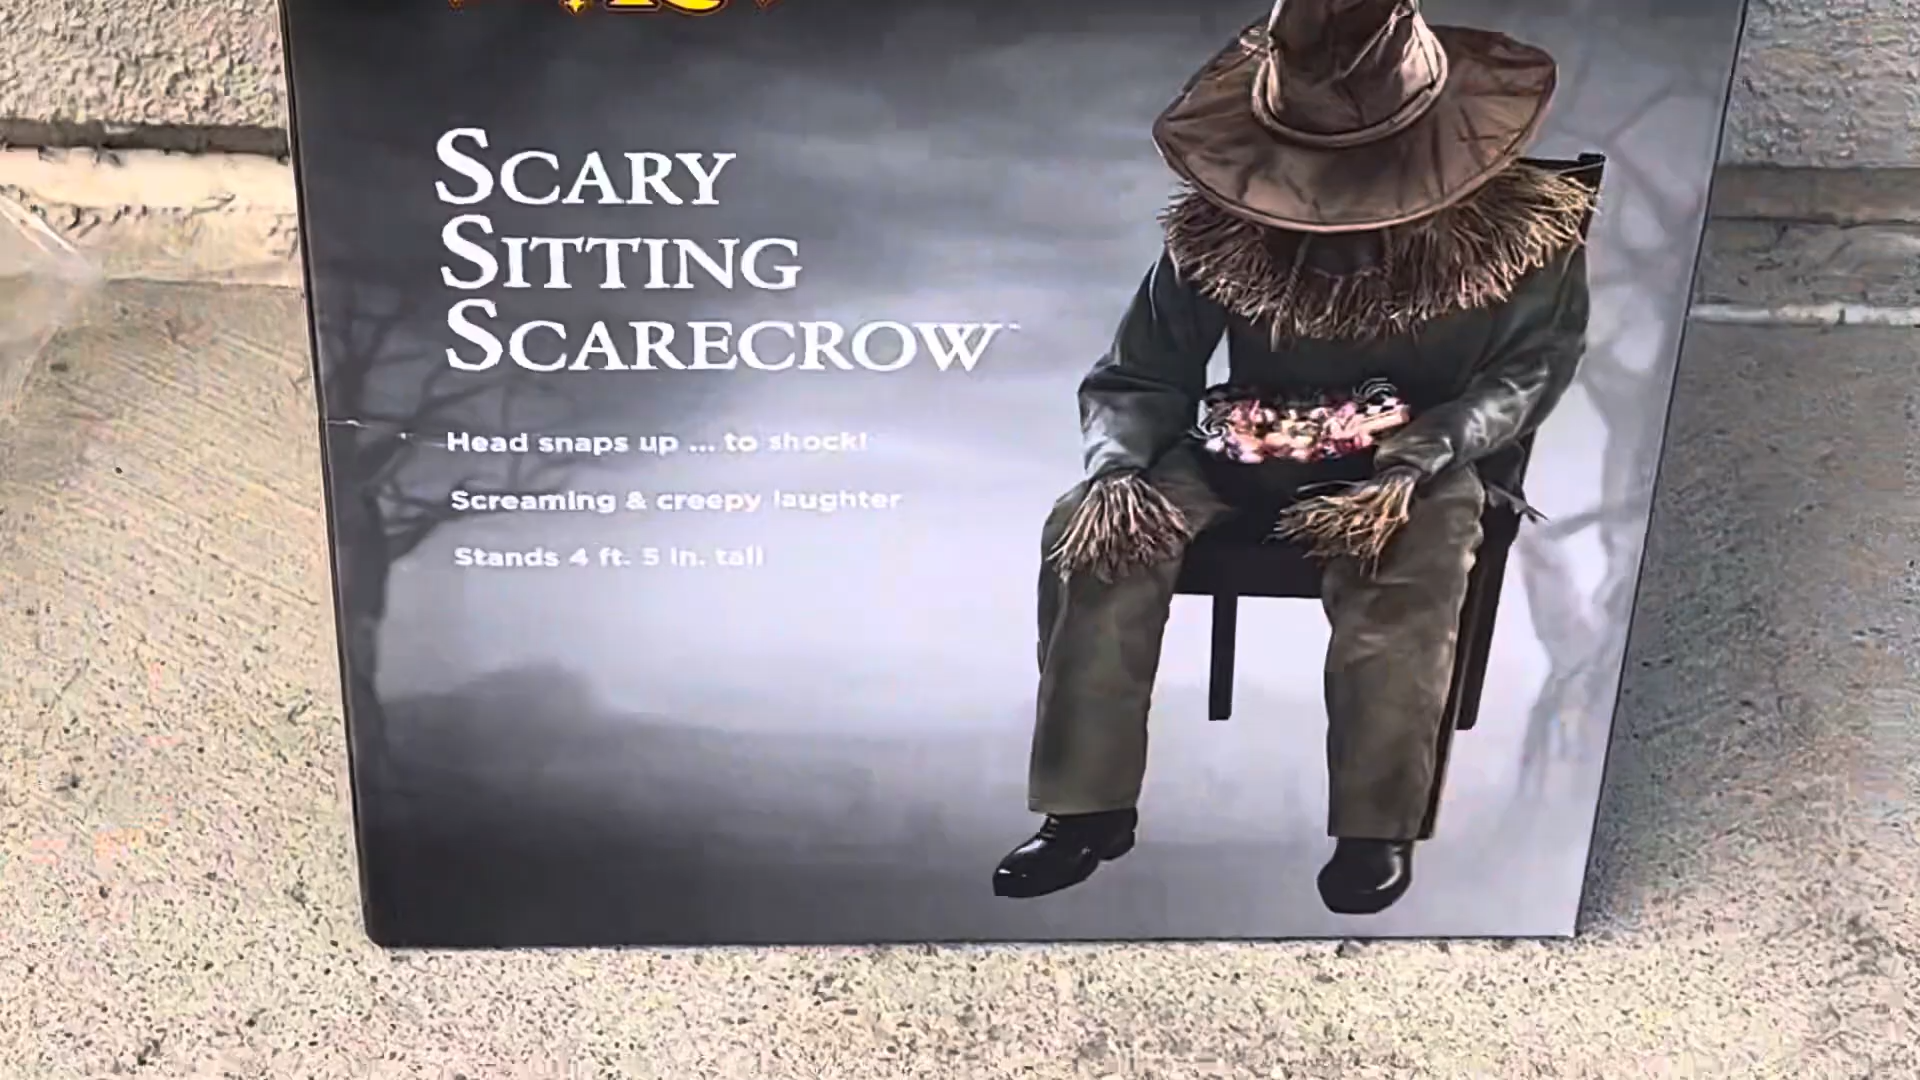 SCARY
SITTING
SCARECROW™
Head snaps up ... to shock!
Screaming & creepy laughter
Stands 4 ft. 5 in. tall